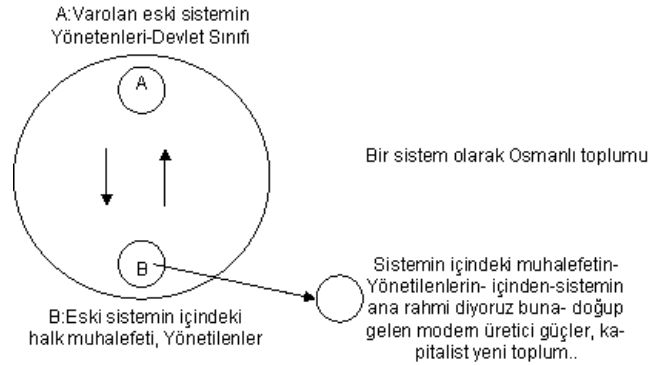 A:Varolan eski sistemin
Yönetenleri-Devlet Sınıfı
A
Bir sistem olarak Osmanlı toplumu
B
B:Eski sistemin içindeki
halk muhalefeti, Yönetilenler
Sistemin içindeki muhalefetin-
Yönetilenlerin- içinden-sistemin
ana rahmi diyoruz buna- doğup
gelen modern üretici güçler, ka-
pitalist yeni toplum..